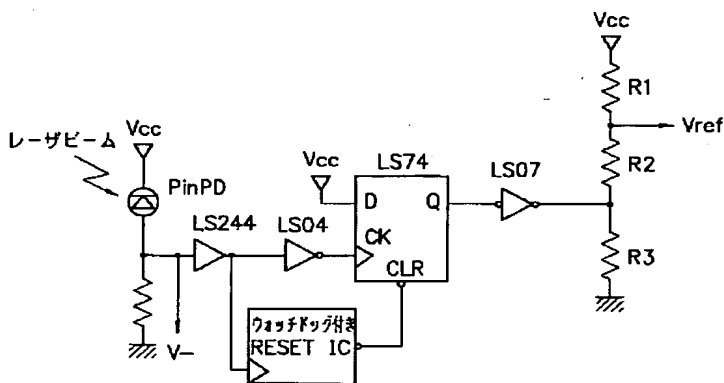 Vcc
R1
Vref
レーザビーム
Vcc
Vcc
LS74
LS07
R2
PinPD
D
Q
LS244
LS04
CK
R3
CLR
ウォッチドッグ付き
RESET IC
V-